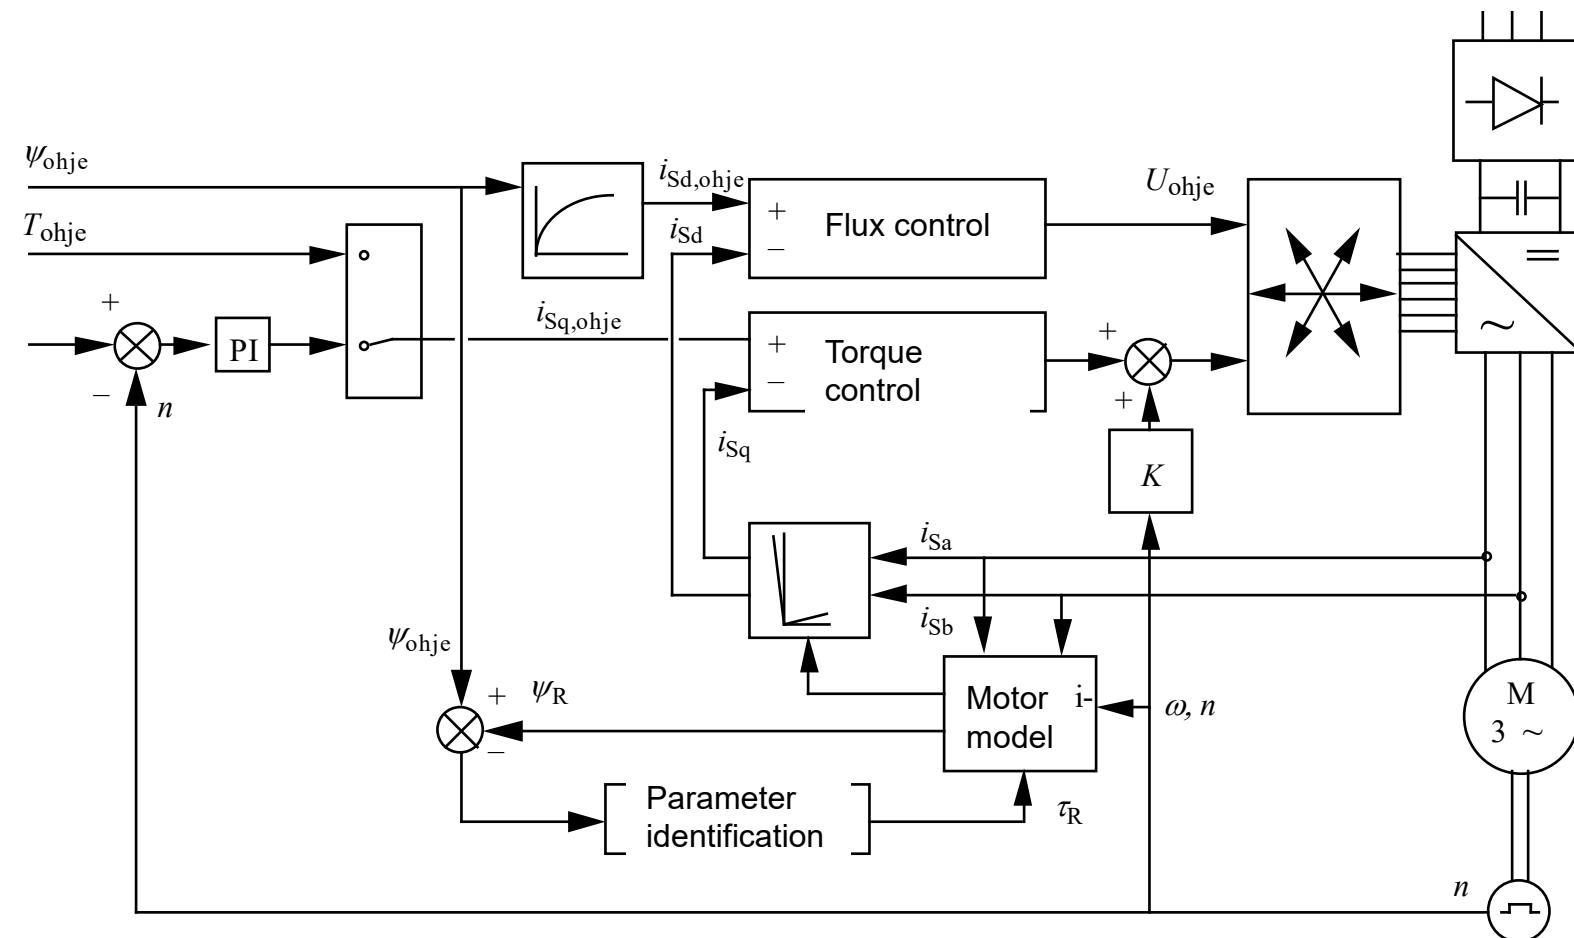 ψohje
Tohje
+
−
n
PI
iSd,ohje
iSd
+
−
Flux control
Uohje
iSq,ohje
+
−
Torque
control
+
+
iSq
K
=
~
iSa
iSb
ψohje
+
−
ψR
Motor
model
i-
ω, n
M
3 ~
Parameter
identification
τR
n